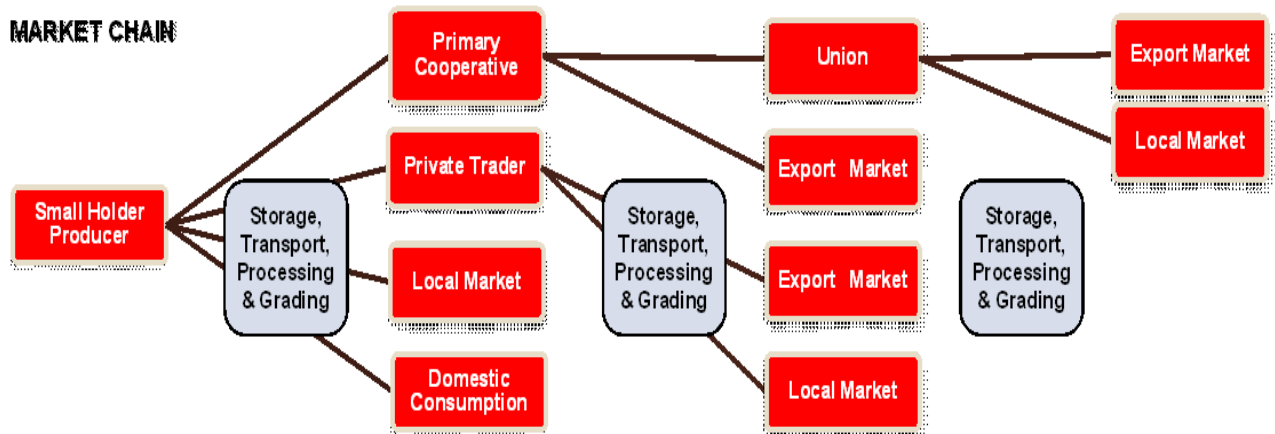 MARKET CHAIN
Primary
Cooperative
Union
Export Market
Local Market
Private Trader
Export Market
Small Holder
Producer
Storage,
Transport,
Processing
& Grading
Storage,
Transport,
Processing
& Grading
Storage,
Transport,
Processing
& Grading
Local Market
Export Market
Domestic
Consumption
Local Market